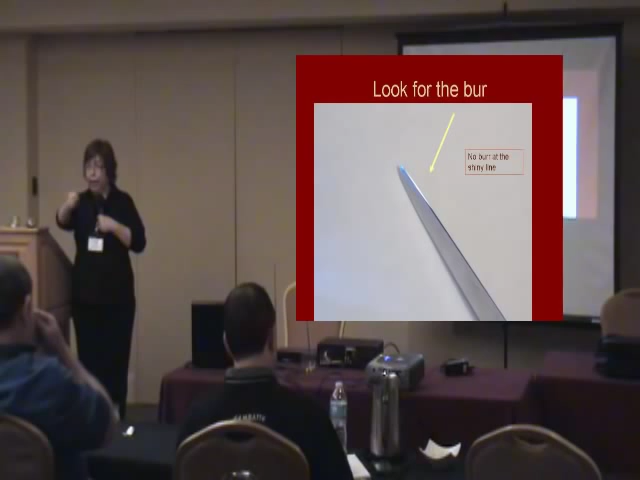 Look for the bur
No burr at the
shiny line